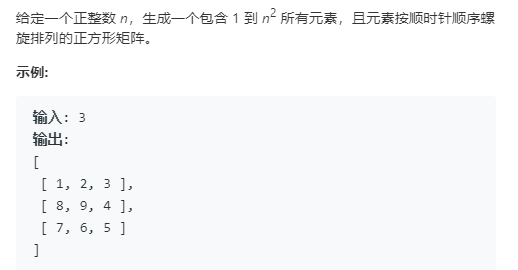 给定一个正整数 n，生成一个包含 1 到 n² 所有元素，且元素按顺时针顺序螺
旋排列的正方形矩阵。
示例:
输入: 3
输出:
[
 [ 1, 2, 3 ],
 [ 8, 9, 4 ],
 [ 7, 6, 5 ]
]